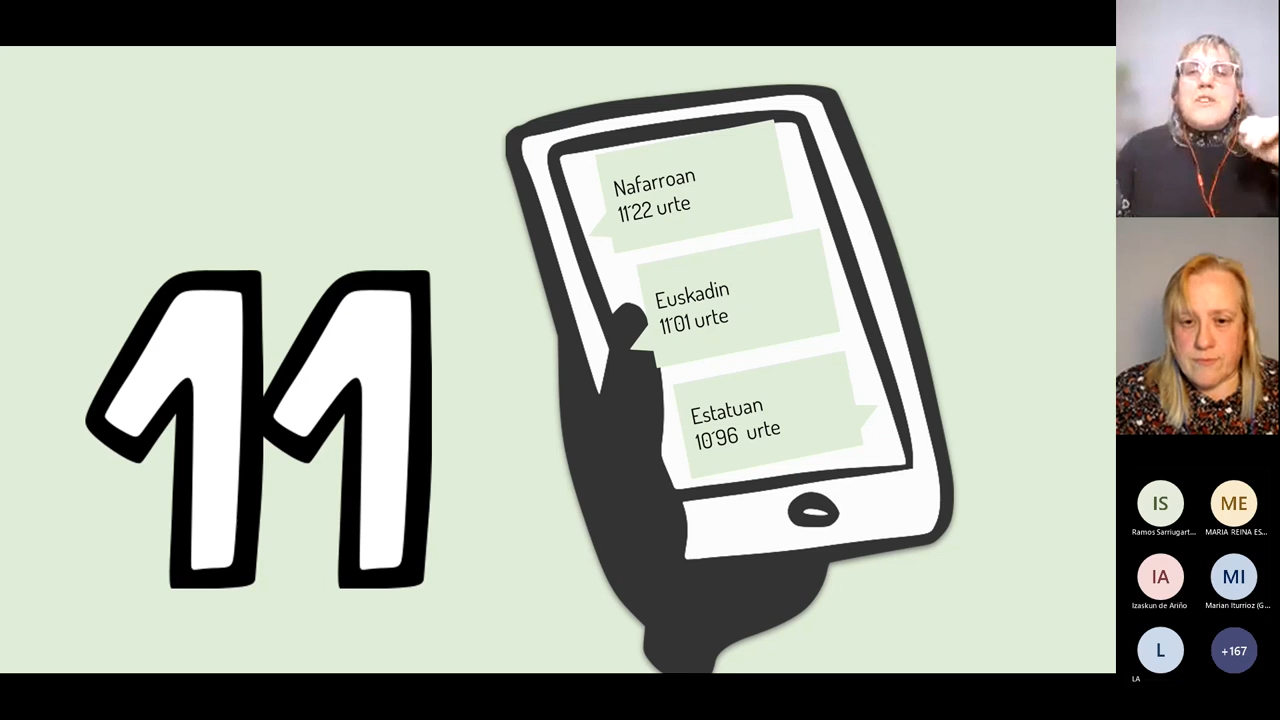 11
Nafarroan
11´22 urte
Euskadin
11´01 urte
Estatuan
10´96 urte
IS
ME
Ramos Sarriugart...
MARIA REINA ES...
IA
MI
Izaskun de Ariño
Marian Iturrioz (G...
L
+167
LA